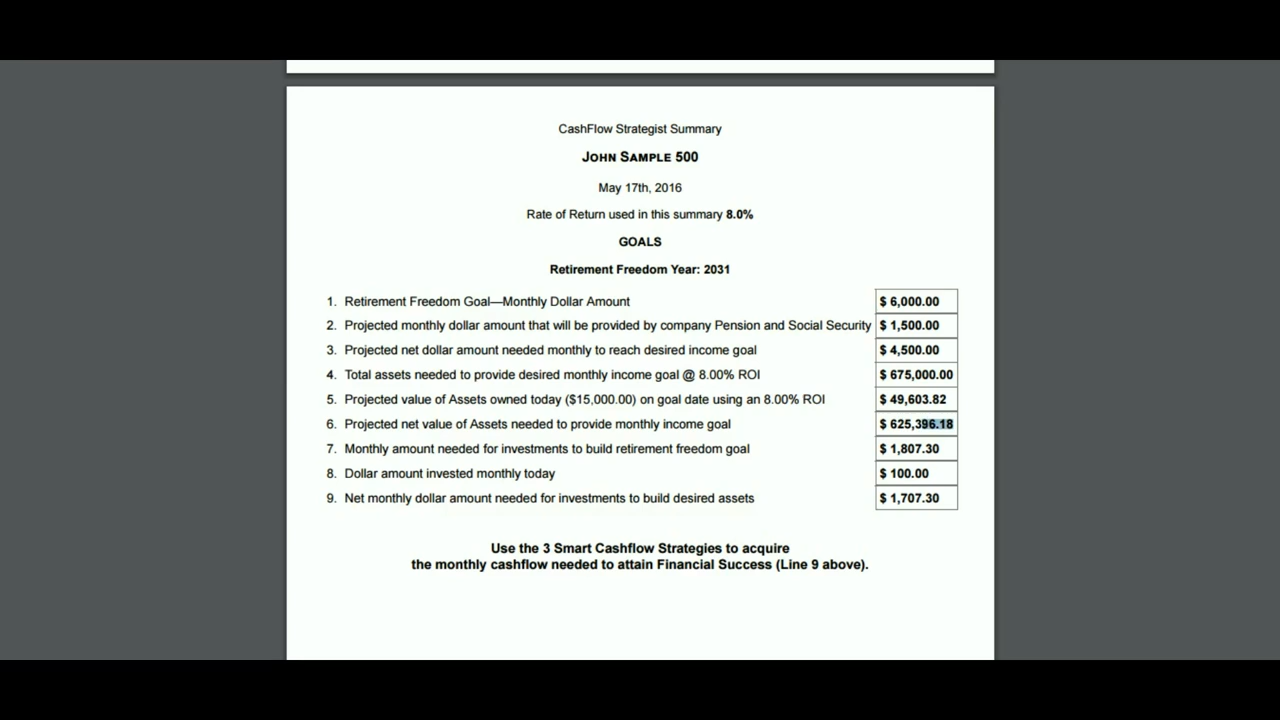 CashFlow Strategist Summary
JOHN SAMPLE 500
May 17th, 2016
Rate of Return used in this summary 8.0%
GOALS
Retirement Freedom Year: 2031
1. Retirement Freedom Goal—Monthly Dollar Amount $ 6,000.00
2. Projected monthly dollar amount that will be provided by company Pension and Social Security $ 1,500.00
3. Projected net dollar amount needed monthly to reach desired income goal $ 4,500.00
4. Total assets needed to provide desired monthly income goal @ 8.00% ROI $ 675,000.00
5. Projected value of Assets owned today ($15,000.00) on goal date using an 8.00% ROI $ 49,603.82
6. Projected net value of Assets needed to provide monthly income goal $ 625,396.18
7. Monthly amount needed for investments to build retirement freedom goal $ 1,807.30
8. Dollar amount invested monthly today $ 100.00
9. Net monthly dollar amount needed for investments to build desired assets $ 1,707.30
Use the 3 Smart Cashflow Strategies to acquire
the monthly cashflow needed to attain Financial Success (Line 9 above).